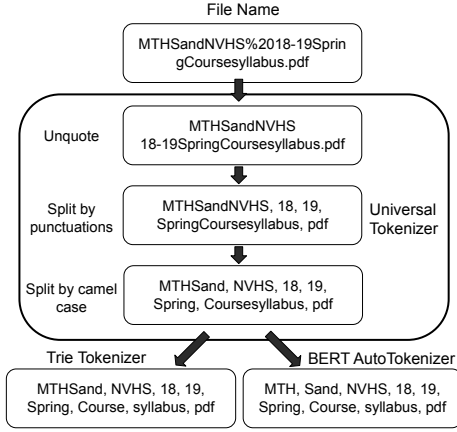 File Name
MTHSandNVHS%2018-19Sprin
gCoursesyllabus.pdf
Unquote
MTHSandNVHS
18-19SpringCoursesyllabus.pdf
Split by
punctuations
MTHSandNVHS, 18, 19,
SpringCoursesyllabus, pdf
Universal
Tokenizer
Split by camel
case
MTHSand, NVHS, 18, 19,
Spring, Coursesyllabus, pdf
Trie Tokenizer
BERT AutoTokenizer
MTHSand, NVHS, 18, 19,
Spring, Course, syllabus, pdf
MTH, Sand, NVHS, 18, 19,
Spring, Course, syllabus, pdf